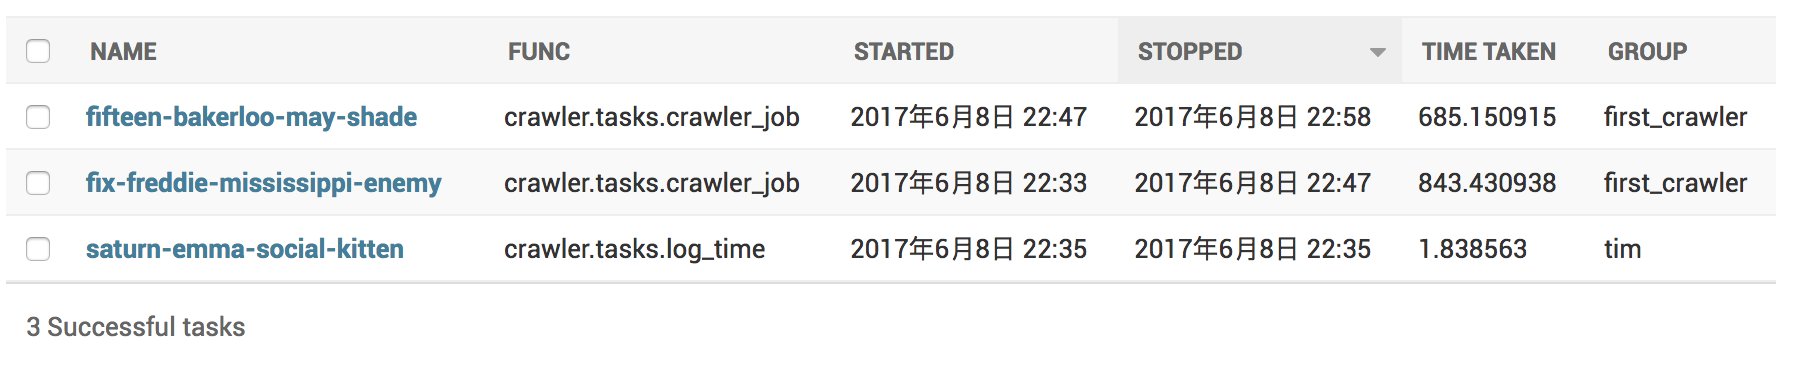 NAME FUNC STARTED STOPPED TIME TAKEN GROUP
fifteen-bakerloo-may-shade crawler.tasks.crawler_job 2017年6月8日 22:47 2017年6月8日 22:58 685.150915 first_crawler
fix-freddie-mississippi-enemy crawler.tasks.crawler_job 2017年6月8日 22:33 2017年6月8日 22:47 843.430938 first_crawler
saturn-emma-social-kitten crawler.tasks.log_time 2017年6月8日 22:35 2017年6月8日 22:35 1.838563 tim
3 Successful tasks